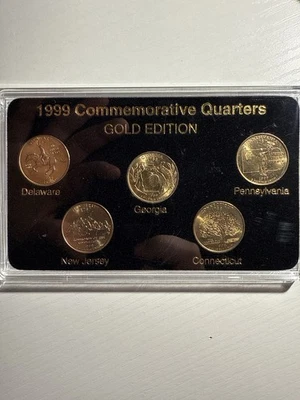 1999 Commemorative Quarters
GOLD EDITION
Delaware
Georgia
Pennsylvania
New Jersey
Connecticut